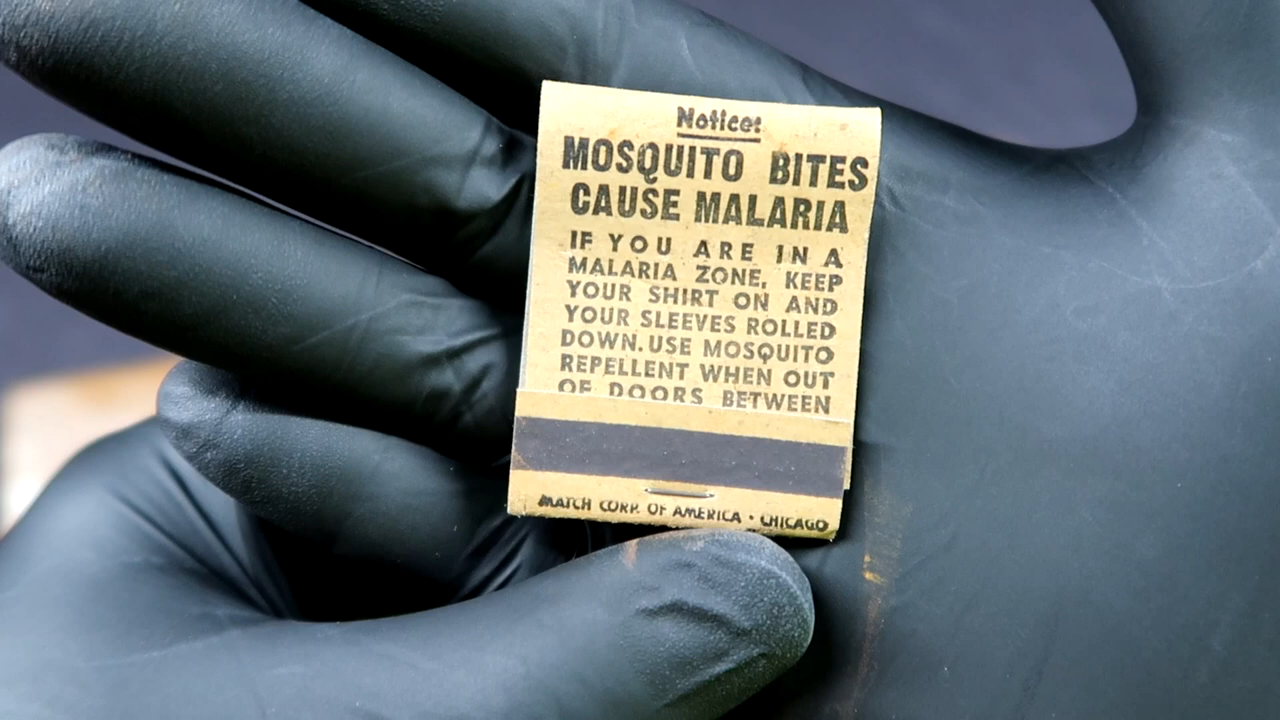 Notice:
MOSQUITO BITES
CAUSE MALARIA
IF YOU ARE IN A
MALARIA ZONE, KEEP
YOUR SHIRT ON AND
YOUR SLEEVES ROLLED
DOWN. USE MOSQUITO
REPELLENT WHEN OUT
OF DOORS BETWEEN
MATCH CORP. OF AMERICA • CHICAGO